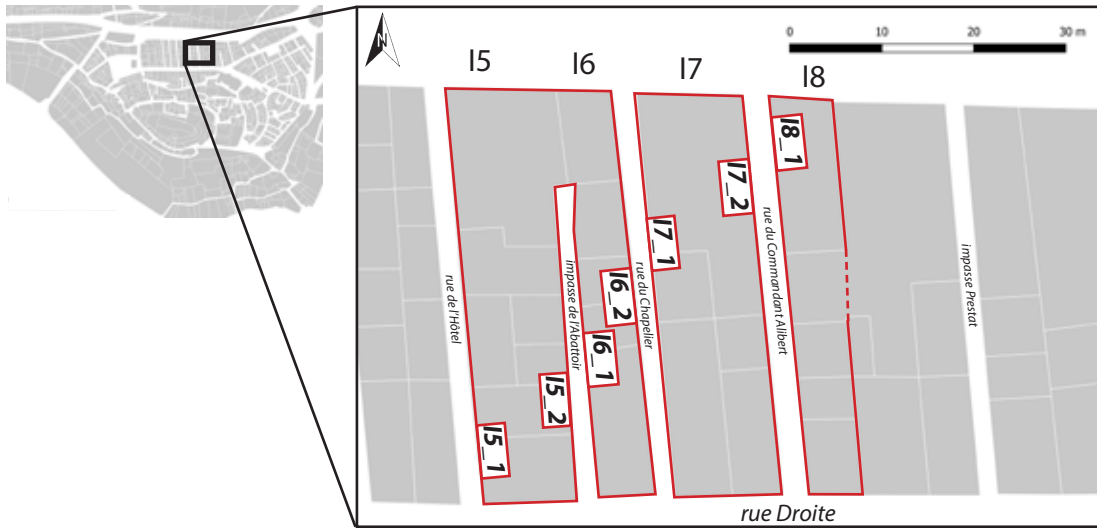 N
0 10 20 30 m
I5 I6 I7 I8
I8_1
I7_2
I7_1
I6_2
I6_1
I5_2
I5_1
rue de l'Hôtel
impasse de l'Abattoir
rue du Chapelier
rue du Commandant Alibert
impasse Prestat
rue Droite